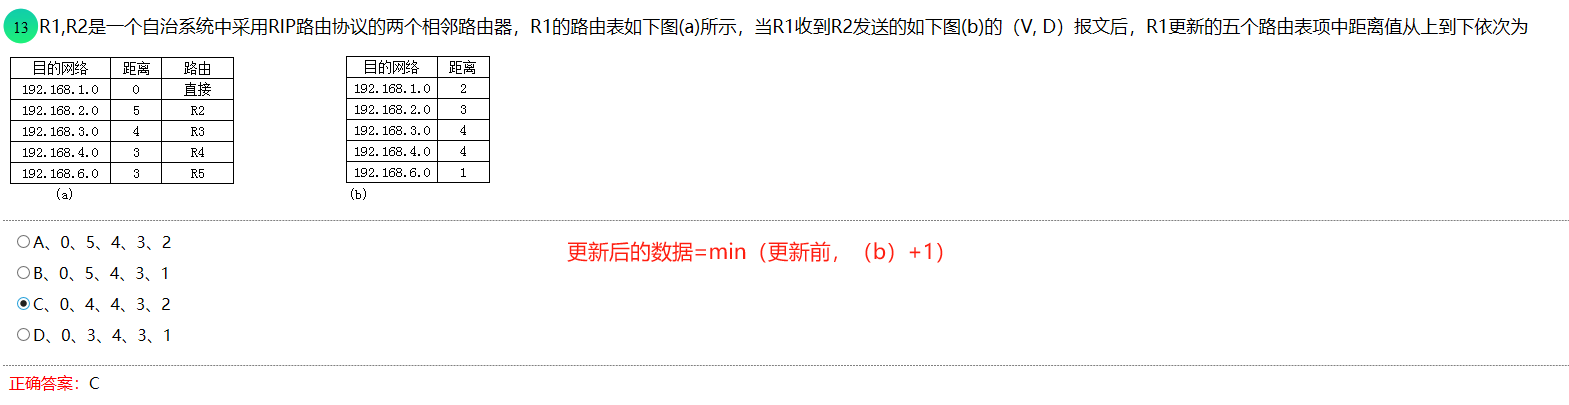 13 R1,R2是一个自治系统中采用RIP路由协议的两个相邻路由器，R1的路由表如下图(a)所示，当R1收到R2发送的如下图(b)的（V, D）报文后，R1更新的五个路由表项中距离值从上到下依次为
目的网络 距离 路由
192.168.1.0 0 直接
192.168.2.0 5 R2
192.168.3.0 4 R3
192.168.4.0 3 R4
192.168.6.0 3 R5
(a)
目的网络 距离
192.168.1.0 2
192.168.2.0 3
192.168.3.0 4
192.168.4.0 4
192.168.6.0 1
(b)
A、0、5、4、3、2
更新后的数据=min（更新前，（b）+1）
B、0、5、4、3、1
C、0、4、4、3、2
D、0、3、4、3、1
正确答案：C